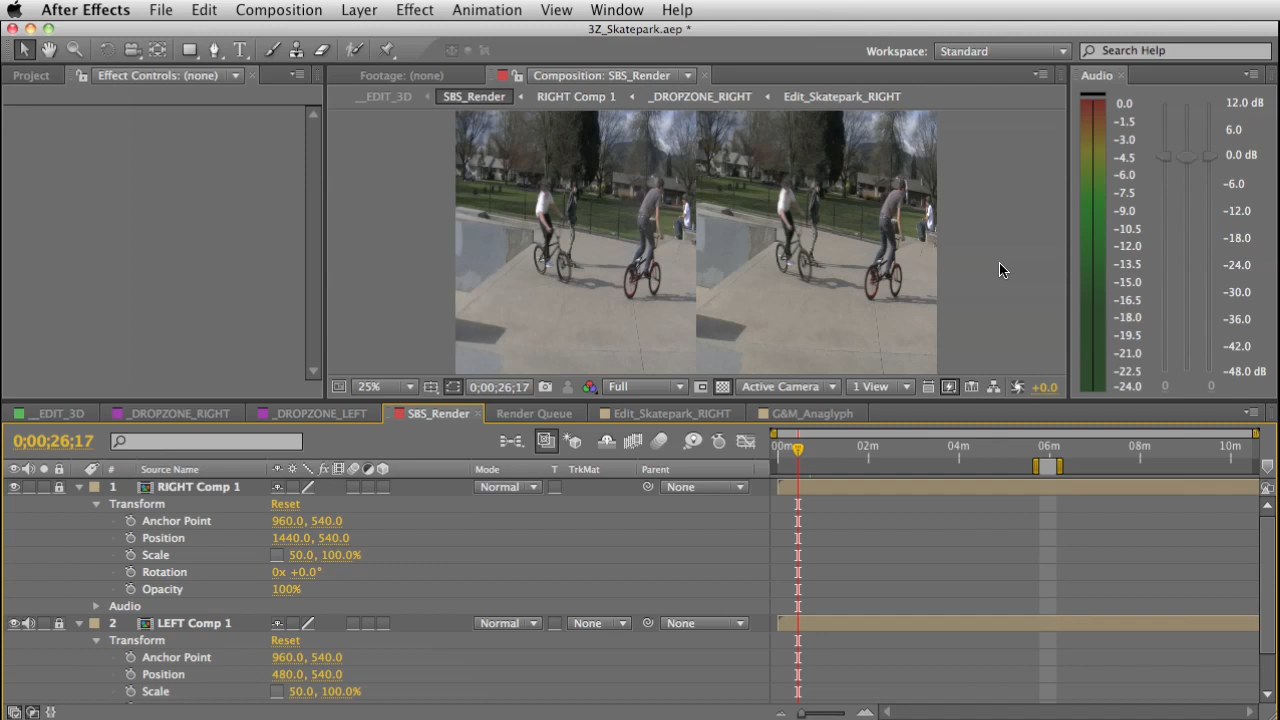 After Effects File Edit Composition Layer Effect Animation View Window Help
3Z_Skatepark.aep *
T Workspace: Standard Search Help
Project Effect Controls: (none) Footage: (none) Composition: SBS_Render Audio
__EDIT_3D SBS_Render RIGHT Comp 1 _DROPZONE_RIGHT Edit_Skatepark_RIGHT
0.0 12.0 dB
-1.5
-3.0 6.0
-4.5 0.0 dB
-6.0
-7.5 -6.0
-9.0 -12.0
-10.5
-12.0 -18.0
-13.5 -24.0
-15.0
-16.5 -30.0
-18.0 -36.0
-19.5
-21.0 -42.0
-22.5 -48.0 dB
-24.0 0 0
25% 0;00;26;17 Full Active Camera 1 View +0.0
__EDIT_3D _DROPZONE_RIGHT _DROPZONE_LEFT SBS_Render Render Queue Edit_Skatepark_RIGHT G&M_Anaglyph
0;00;26;17 00m 02m 04m 06m 08m 10m
# Source Name fx Mode T TrkMat Parent
1 RIGHT Comp 1 Normal None
Transform Reset
Anchor Point 960.0, 540.0
Position 1440.0, 540.0
Scale 50.0, 100.0%
Rotation 0x +0.0°
Opacity 100%
Audio
2 LEFT Comp 1 Normal None None
Transform Reset
Anchor Point 960.0, 540.0
Position 480.0, 540.0
Scale 50.0, 100.0%